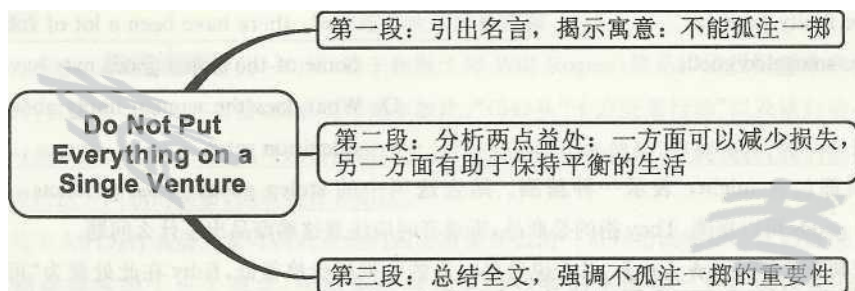 第一段：引出名言，揭示寓意：不能孤注一掷
Do Not Put
Everything on a
Single Venture
第二段：分析两点益处：一方面可以减少损失，
另一方面有助于保持平衡的生活
第三段：总结全文，强调不孤注一掷的重要性